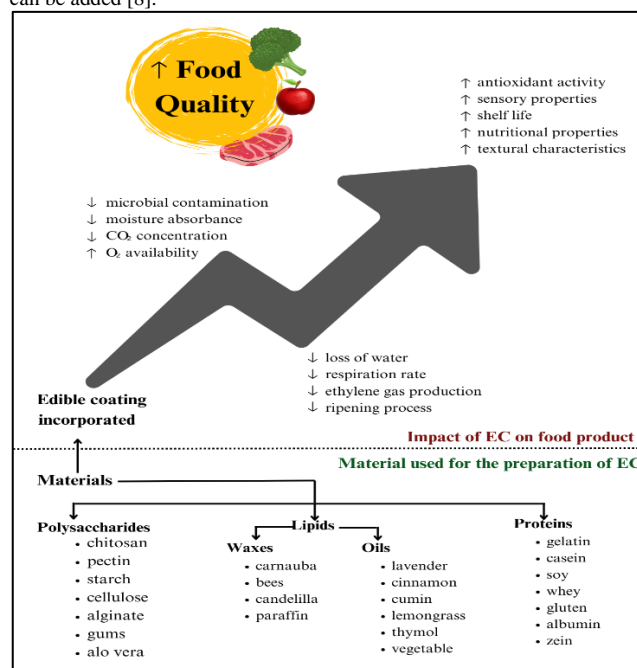 can be added [8].
↑ Food
Quality
↑ antioxidant activity
↑ sensory properties
↑ shelf life
↑ nutritional properties
↑ textural characteristics
↓ microbial contamination
↓ moisture absorbance
↓ CO₂ concentration
↑ O₂ availability
↓ loss of water
↓ respiration rate
↓ ethylene gas production
↓ ripening process
Edible coating
incorporated
Impact of EC on food product
Material used for the preparation of EC
Materials
Polysaccharides
• chitosan
• pectin
• starch
• cellulose
• alginate
• gums
• alo vera
Lipids
Waxes
• carnauba
• bees
• candelilla
• paraffin
Oils
• lavender
• cinnamon
• cumin
• lemongrass
• thymol
• vegetable
Proteins
• gelatin
• casein
• soy
• whey
• gluten
• albumin
• zein